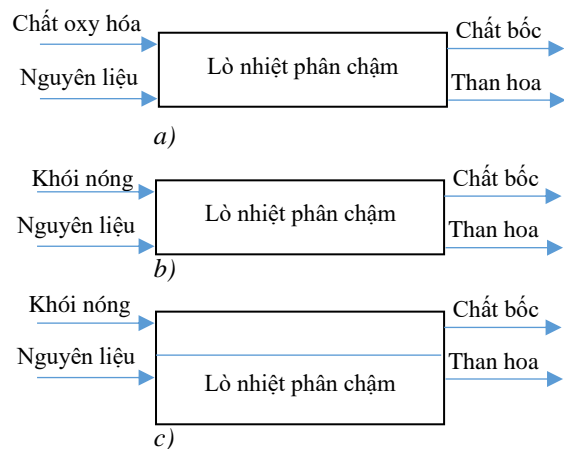 Chất oxy hóa
Chất bốc
Lò nhiệt phân chậm
Nguyên liệu
Than hoa
a)
Khói nóng
Chất bốc
Lò nhiệt phân chậm
Nguyên liệu
Than hoa
b)
Khói nóng
Chất bốc
Nguyên liệu
Than hoa
Lò nhiệt phân chậm
c)